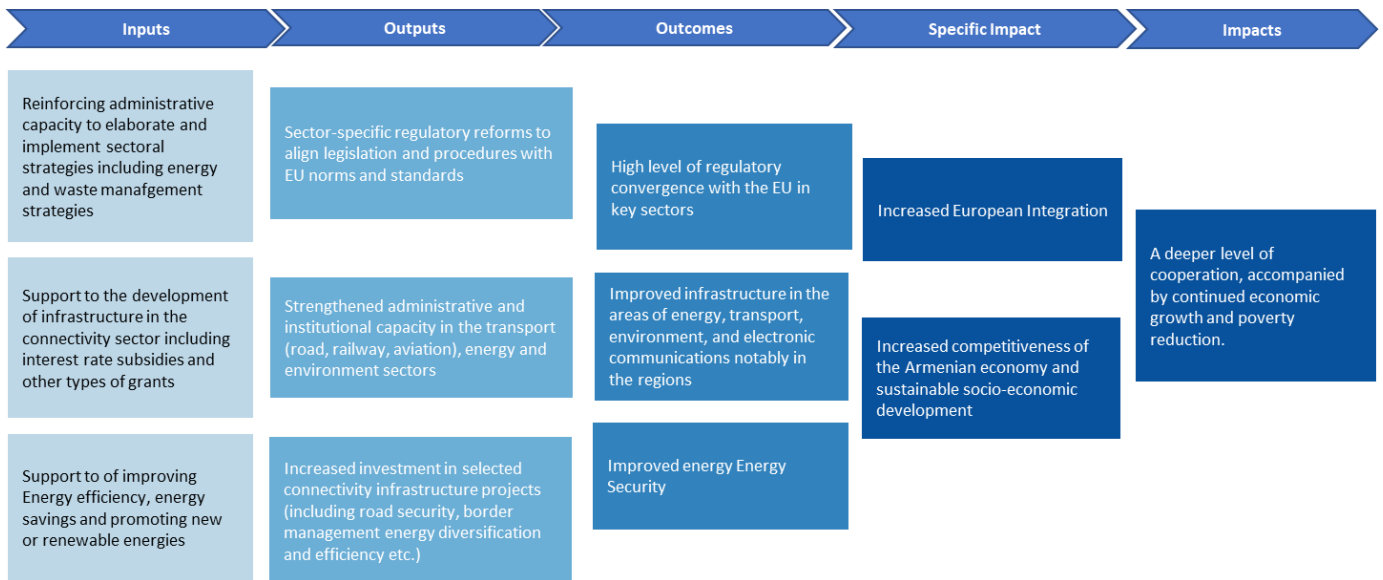 Inputs
Outputs
Outcomes
Specific Impact
Impacts
Reinforcing administrative
capacity to elaborate and
implement sectoral
strategies including energy
and waste manafgement
strategies
Support to the development
of infrastructure in the
connectivity sector including
interest rate subsidies and
other types of grants
Support to of improving
Energy efficiency, energy
savings and promoting new
or renewable energies
Sector-specific regulatory reforms to
align legislation and procedures with
EU norms and standards
Strengthened administrative and
institutional capacity in the transport
(road, railway, aviation), energy and
environment sectors
Increased investment in selected
connectivity infrastructure projects
(including road security, border
management energy diversification
and efficiency etc.)
High level of regulatory
convergence with the EU in
key sectors
Improved infrastructure in the
areas of energy, transport,
environment, and electronic
communications notably in
the regions
Improved energy Energy
Security
Increased European Integration
Increased competitiveness of
the Armenian economy and
sustainable socio-economic
development
A deeper level of
cooperation, accompanied
by continued economic
growth and poverty
reduction.